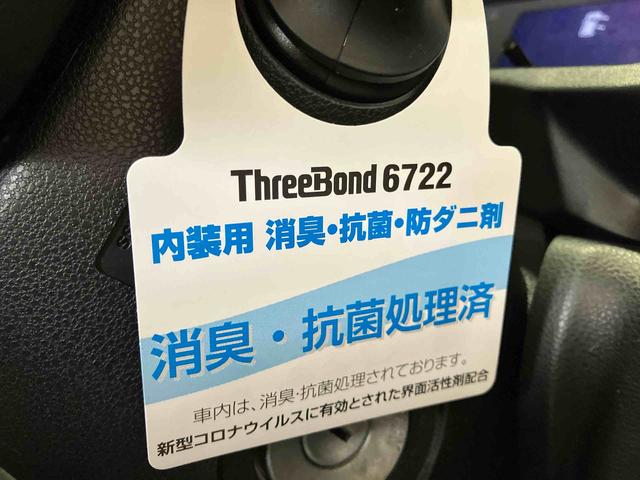 ThreeBond 6722
内装用 消臭・抗菌・防ダニ剤
消臭・抗菌処理済
車内は、消臭・抗菌処理されております。
新型コロナウイルスに有効とされた界面活性剤配合